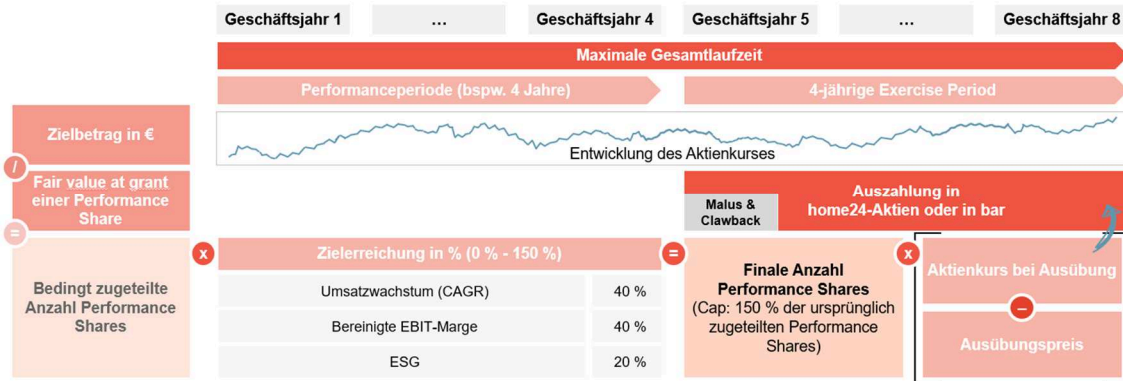 Geschäftsjahr 1
...
Geschäftsjahr 4
Geschäftsjahr 5
...
Geschäftsjahr 8
Maximale Gesamtlaufzeit
Performanceperiode (bspw. 4 Jahre)
4-jährige Exercise Period
Zielbetrag in €
Entwicklung des Aktienkurses
/
Fair value at grant
einer Performance
Share
Malus &
Clawback
Auszahlung in
home24-Aktien oder in bar
=
Bedingt zugeteilte
Anzahl Performance
Shares
x
Zielerreichung in % (0 % - 150 %)
Umsatzwachstum (CAGR)
40 %
Bereinigte EBIT-Marge
40 %
ESG
20 %
=
Finale Anzahl
Performance Shares
(Cap: 150 % der ursprünglich
zugeteilten Performance
Shares)
x
Aktienkurs bei Ausübung
–
Ausübungspreis